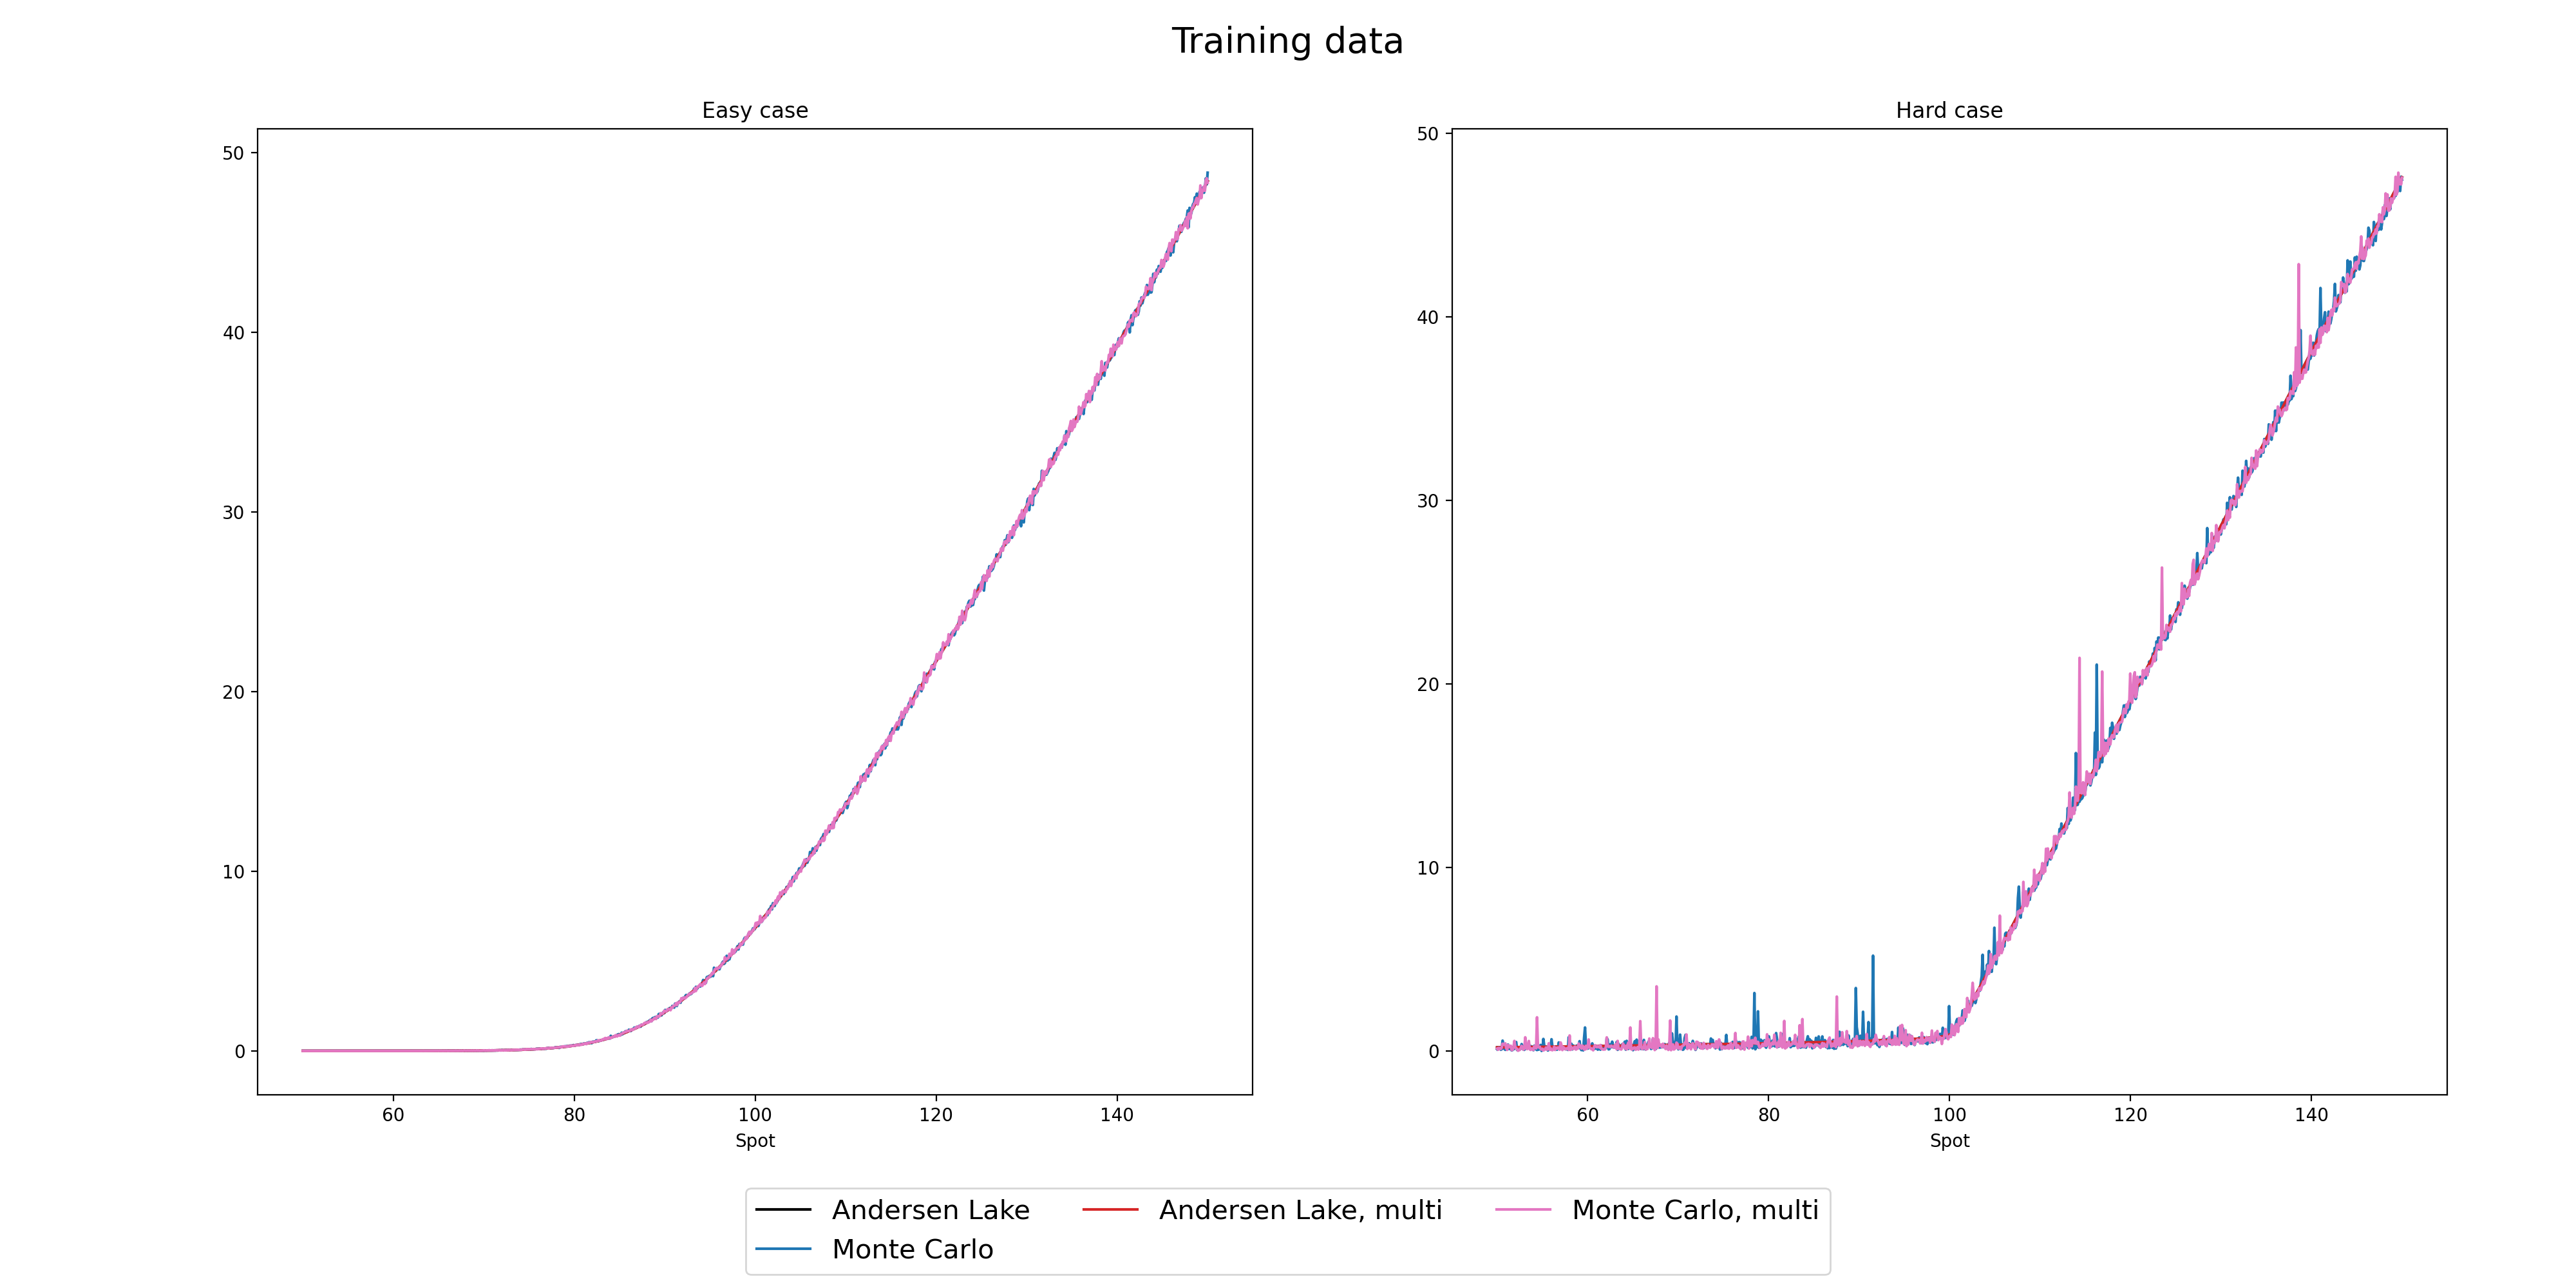 Training data
Easy case
50
40
30
20
10
0
60 80 100 120 140
Spot
Hard case
50
40
30
20
10
0
60 80 100 120 140
Spot
Andersen Lake
Monte Carlo
Andersen Lake, multi
Monte Carlo, multi